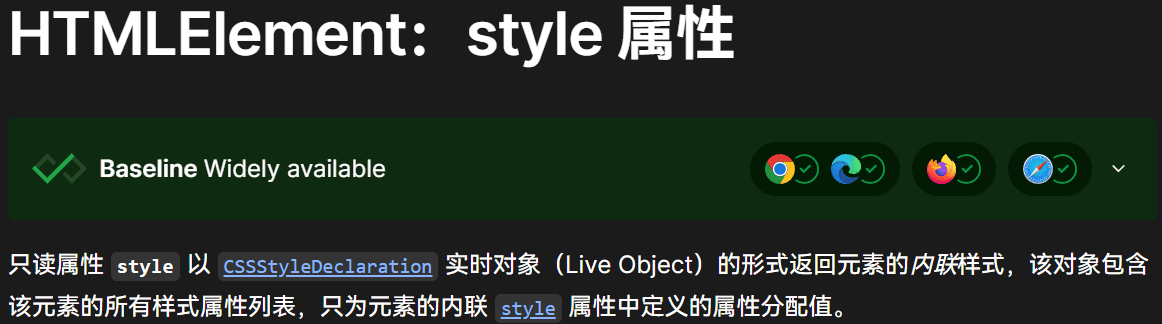 HTMLElement：style 属性
Baseline Widely available
只读属性 style 以 CSSStyleDeclaration 实时对象（Live Object）的形式返回元素的内联样式，该对象包含
该元素的所有样式属性列表，只为元素的内联 style 属性中定义的属性分配值。